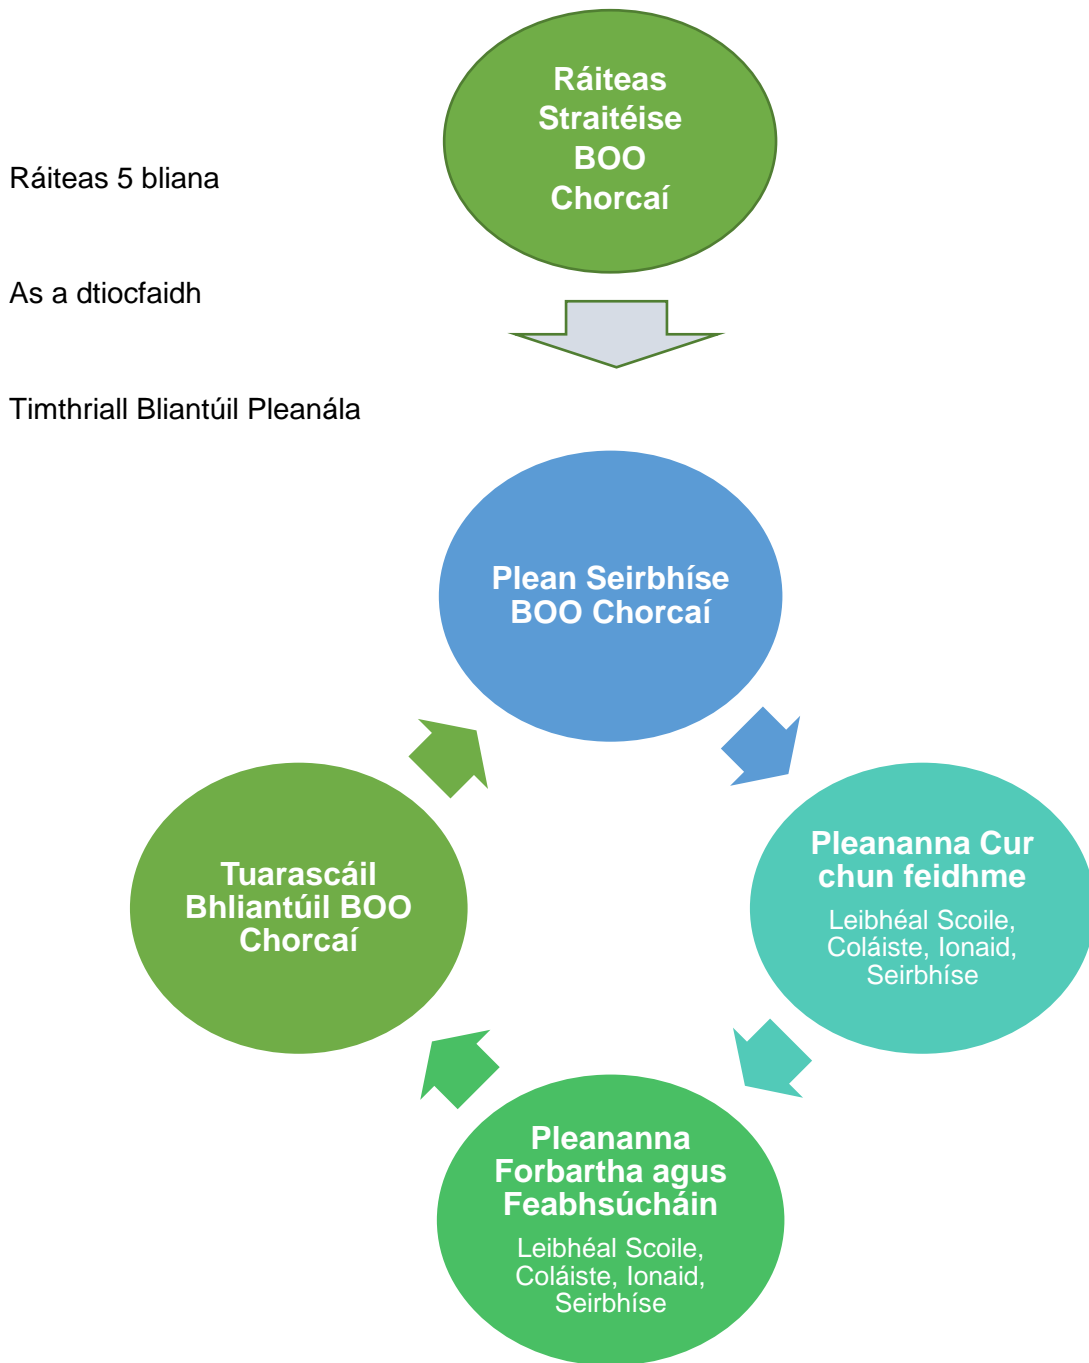 Ráiteas
Straitéise
BOO
Chorcaí
Ráiteas 5 bliana
As a dtiocfaidh
Timthriall Bliantúil Pleanála
Plean Seirbhíse
BOO Chorcaí
Pleananna Cur
chun feidhme
Leibhéal Scoile,
Coláiste, Ionaid,
Seirbhíse
Pleananna
Forbartha agus
Feabhsúcháin
Leibhéal Scoile,
Coláiste, Ionaid,
Seirbhíse
Tuarascáil
Bhliantúil BOO
Chorcaí